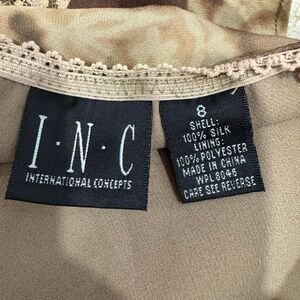 I·N·C
INTERNATIONAL CONCEPTS
8
SHELL:
100% SILK
LINING:
100% POLYESTER
MADE IN CHINA
WPL 8046
CARE SEE REVERSE